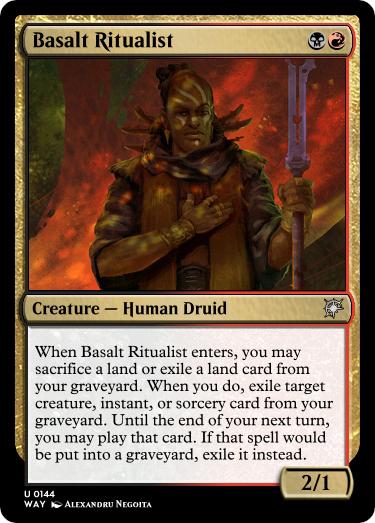 Basalt Ritualist
Creature — Human Druid
When Basalt Ritualist enters, you may
sacrifice a land or exile a land card from
your graveyard. When you do, exile target
creature, instant, or sorcery card from your
graveyard. Until the end of your next turn,
you may play that card. If that spell would
be put into a graveyard, exile it instead.
2/1
U 0144
WAY Alexandru Negoita